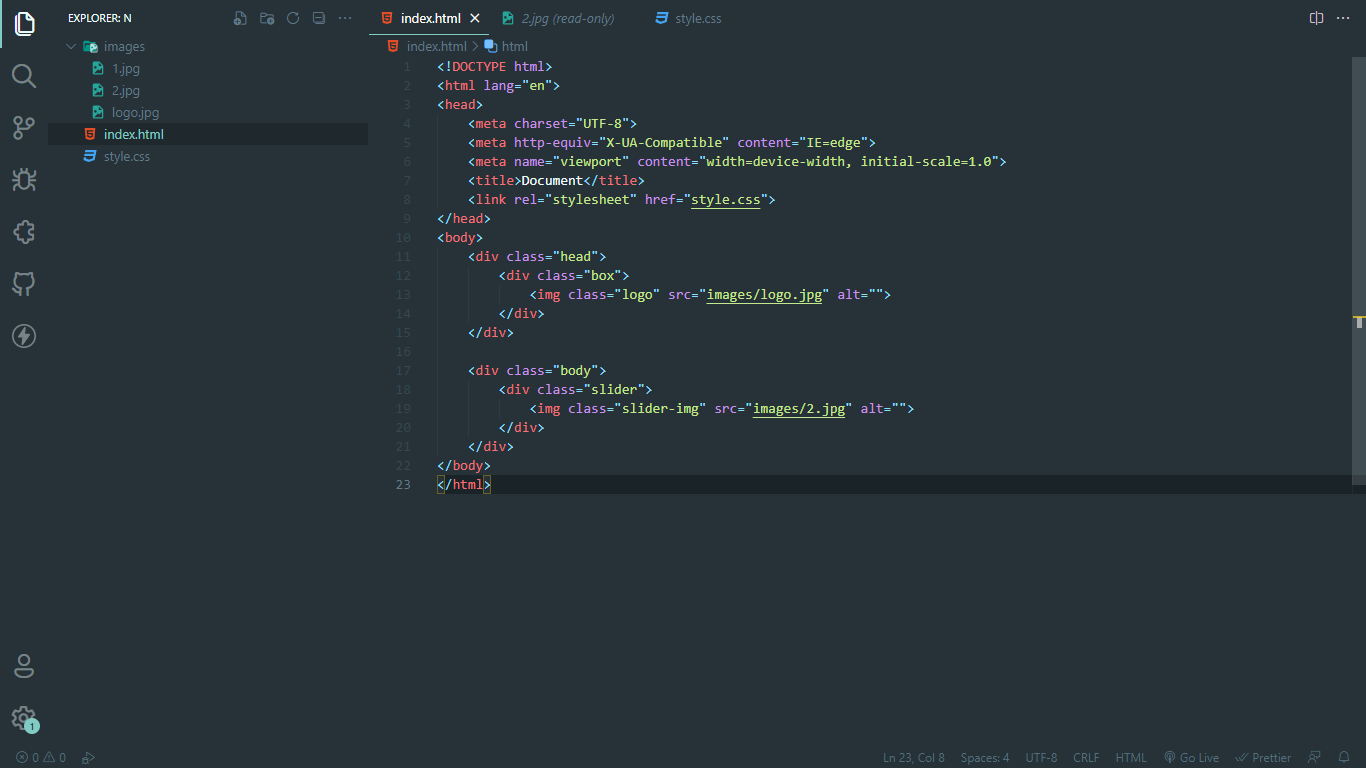 EXPLORER: N
images
1.jpg
2.jpg
logo.jpg
index.html
style.css
index.html
2.jpg (read-only)
style.css
index.html > html
1 <!DOCTYPE html>
2 <html lang="en">
3 <head>
4 <meta charset="UTF-8">
5 <meta http-equiv="X-UA-Compatible" content="IE=edge">
6 <meta name="viewport" content="width=device-width, initial-scale=1.0">
7 <title>Document</title>
8 <link rel="stylesheet" href="style.css">
9 </head>
10 <body>
11 <div class="head">
12 <div class="box">
13 <img class="logo" src="images/logo.jpg" alt="">
14 </div>
15 </div>
16
17 <div class="body">
18 <div class="slider">
19 <img class="slider-img" src="images/2.jpg" alt="">
20 </div>
21 </div>
22 </body>
23 </html>
1
0 0
Ln 23, Col 8 Spaces: 4 UTF-8 CRLF HTML Go Live Prettier